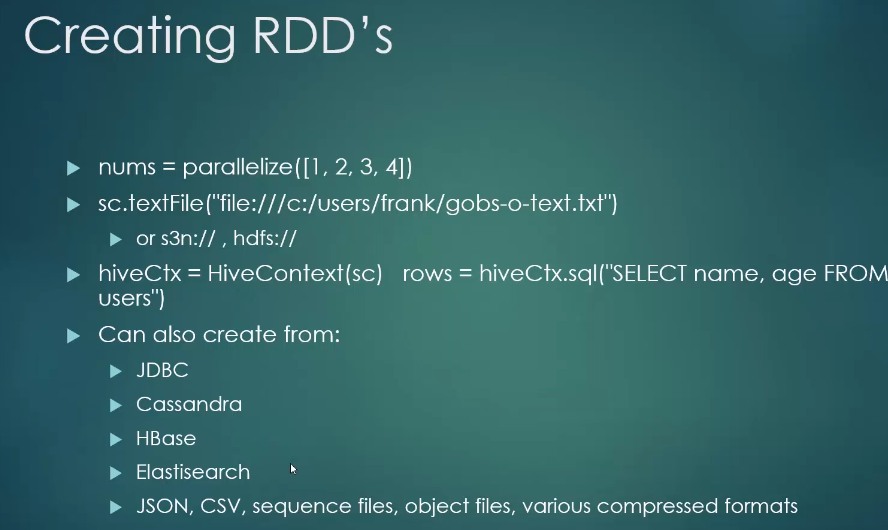 Creating RDD's
nums = parallelize([1, 2, 3, 4])
sc.textFile("file:///c:/users/frank/gobs-o-text.txt")
or s3n:// , hdfs://
hiveCtx = HiveContext(sc) rows = hiveCtx.sql("SELECT name, age FROM
users")
Can also create from:
JDBC
Cassandra
HBase
Elastisearch
JSON, CSV, sequence files, object files, various compressed formats